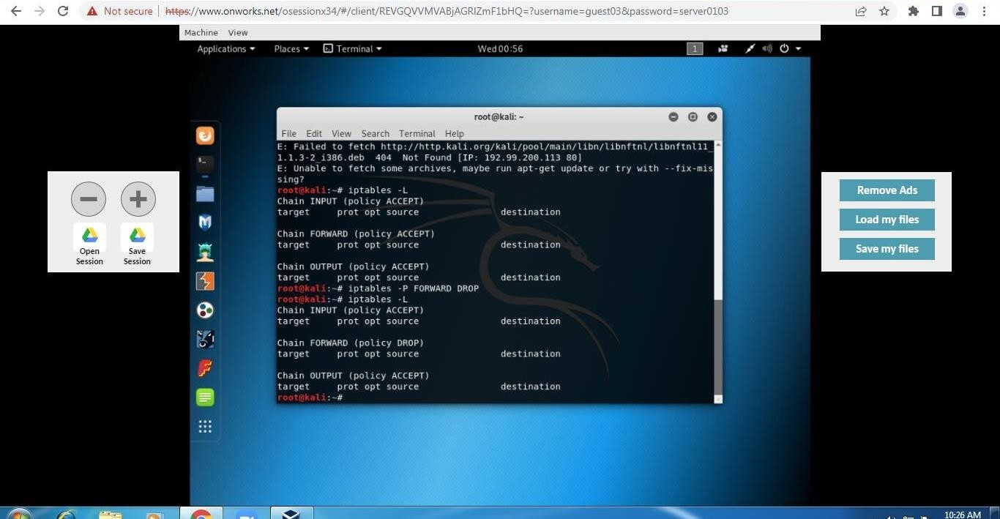 Not secure | https://www.onworks.net/osessionx34/#/client/REVGQVVMVABjAGRlZmF1bHQ=?username=guest03&password=server0103
Machine View
Applications Places Terminal Wed 00:56 1
root@kali: ~
File Edit View Search Terminal Help
E: Failed to fetch http://http.kali.org/kali/pool/main/libn/libnftnl/libnftnl11_
1.1.3-2_i386.deb  404  Not Found [IP: 192.99.200.113 80]
E: Unable to fetch some archives, maybe run apt-get update or try with --fix-mis
sing?
root@kali:~# iptables -L
Chain INPUT (policy ACCEPT)
target     prot opt source               destination
Chain FORWARD (policy ACCEPT)
target     prot opt source               destination
Chain OUTPUT (policy ACCEPT)
target     prot opt source               destination
root@kali:~# iptables -P FORWARD DROP
root@kali:~# iptables -L
Chain INPUT (policy ACCEPT)
target     prot opt source               destination
Chain FORWARD (policy DROP)
target     prot opt source               destination
Chain OUTPUT (policy ACCEPT)
target     prot opt source               destination
root@kali:~#
Open
Session
Save
Session
Remove Ads
Load my files
Save my files
10:26 AM